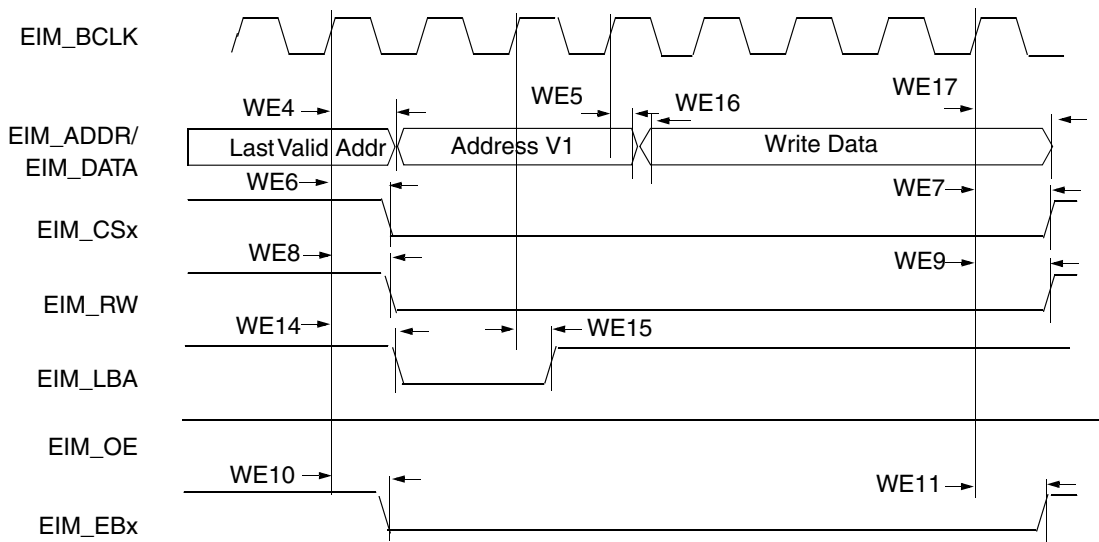 EIM_BCLK
WE4
WE5
WE16
WE17
EIM_ADDR/
EIM_DATA
Last Valid Addr
Address V1
Write Data
WE6
WE7
EIM_CSx
WE8
WE9
EIM_RW
WE14
WE15
EIM_LBA
EIM_OE
WE10
WE11
EIM_EBx